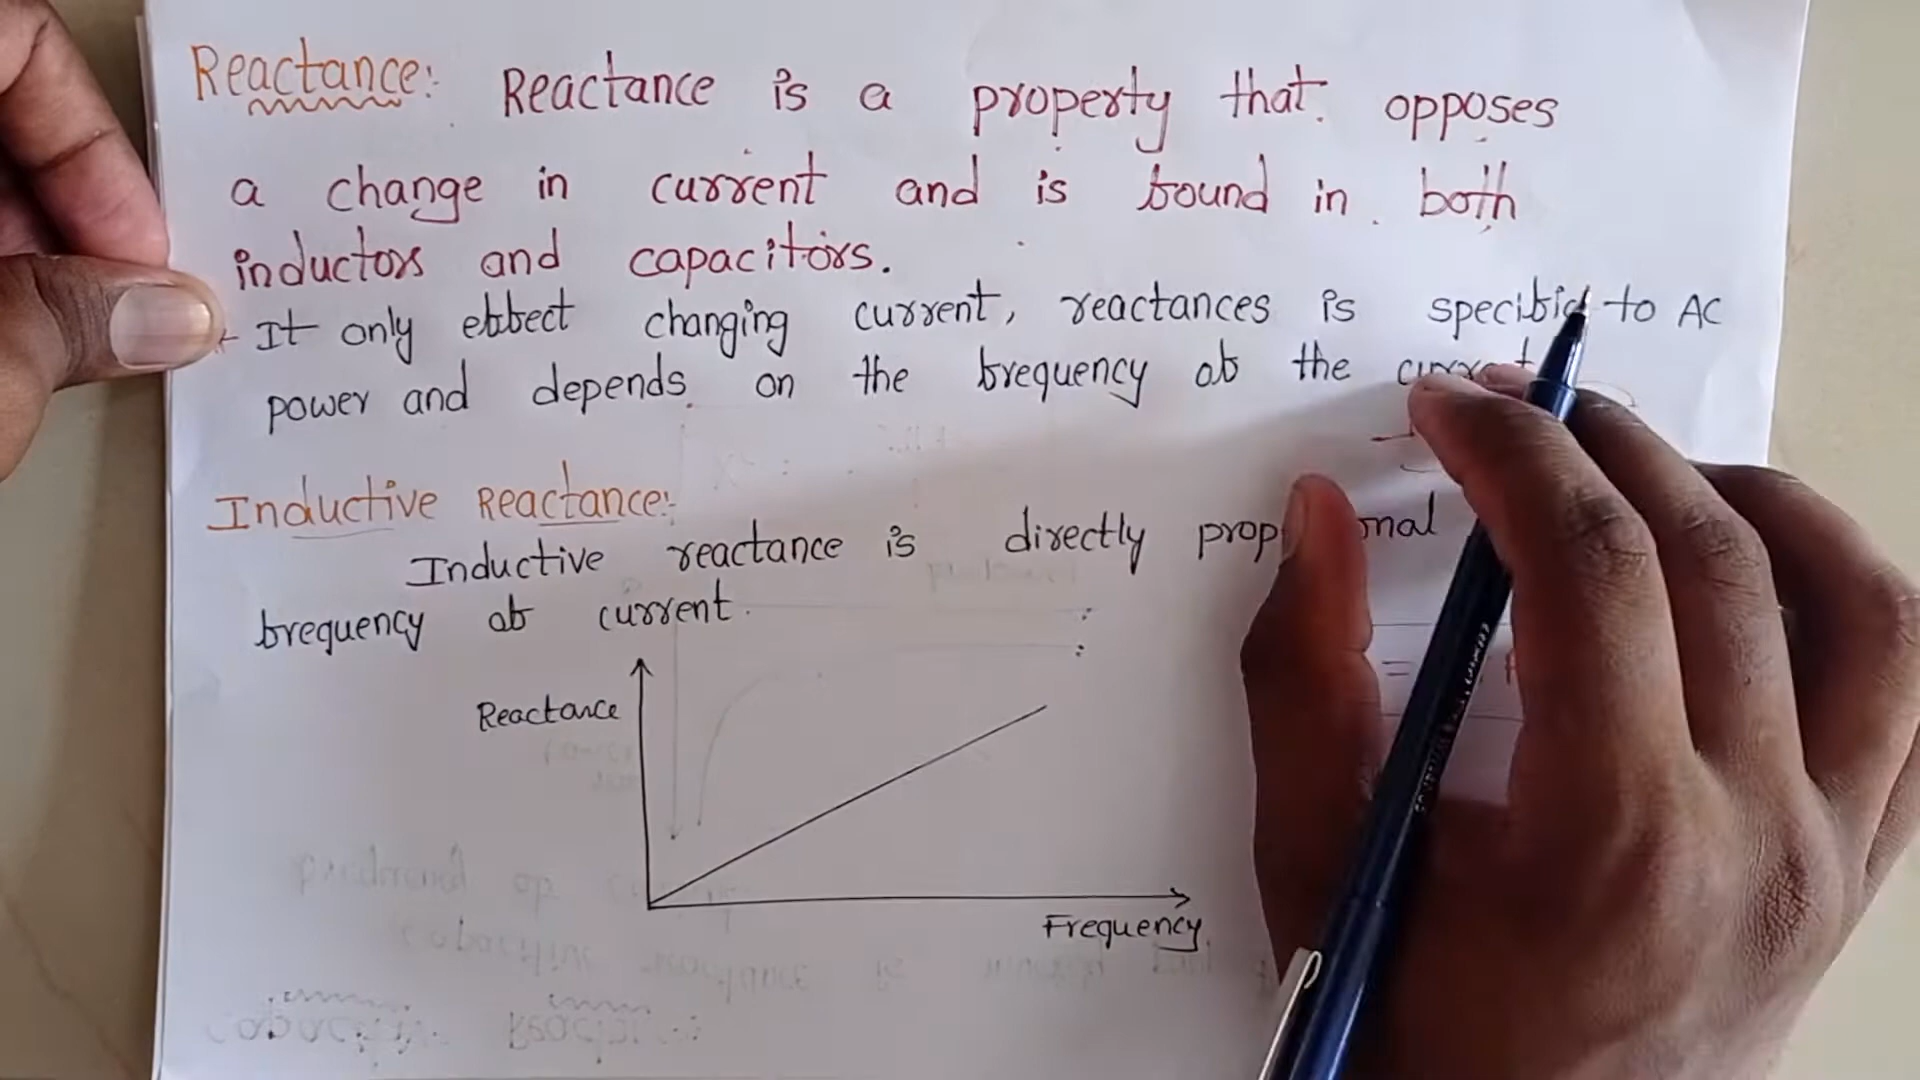 Reactance: Reactance is a property that opposes
a change in current and is found in both
inductors and capacitors.
It only effect changing current, reactances is specific to AC
power and depends on the frequency of the current
Inductive Reactance:
Inductive reactance is directly
frequency of current.
Reactance
Frequency